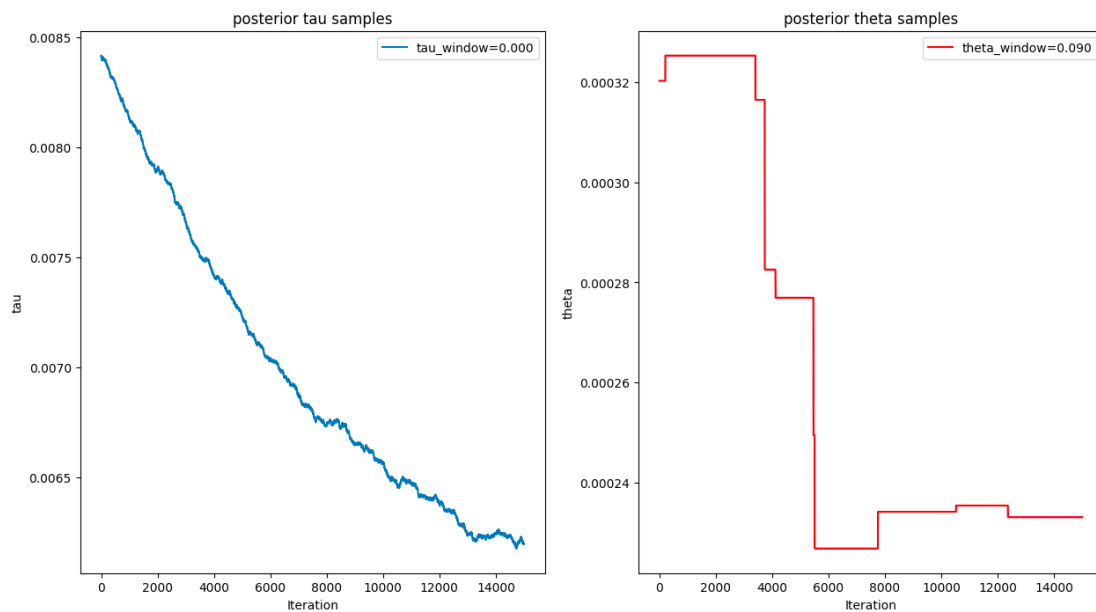 posterior tau samples
tau_window=0.000
0.0085
0.0080
0.0075
0.0070
0.0065
tau
0 2000 4000 6000 8000 10000 12000 14000
Iteration
posterior theta samples
theta_window=0.090
0.00032
0.00030
0.00028
0.00026
0.00024
theta
0 2000 4000 6000 8000 10000 12000 14000
Iteration